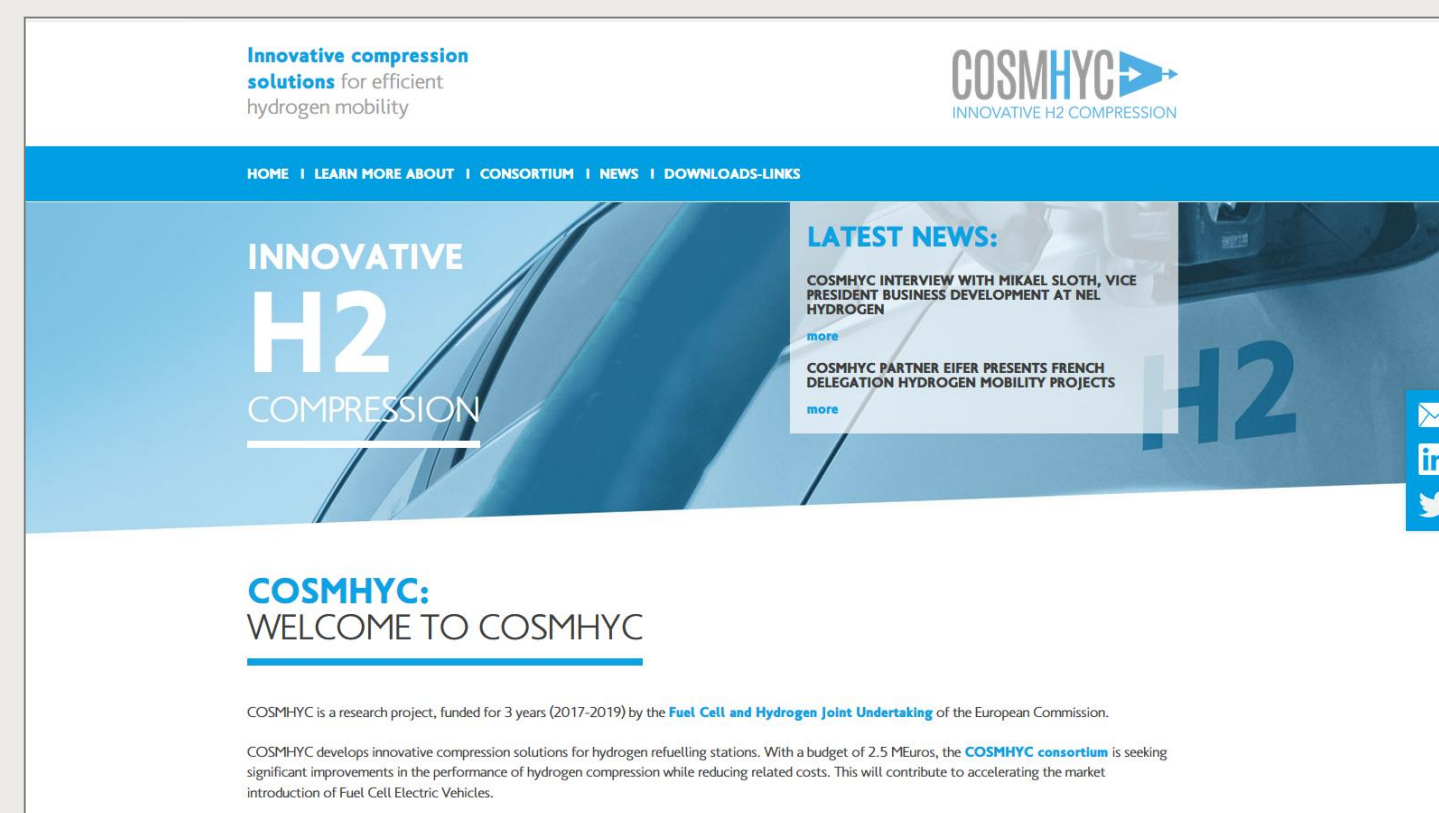 Innovative compression
solutions for efficient
hydrogen mobility
COSMHYC
INNOVATIVE H2 COMPRESSION
HOME I LEARN MORE ABOUT I CONSORTIUM I NEWS I DOWNLOADS-LINKS
INNOVATIVE
H2
COMPRESSION
LATEST NEWS:
COSMHYC INTERVIEW WITH MIKAEL SLOTH, VICE
PRESIDENT BUSINESS DEVELOPMENT AT NEL
HYDROGEN
more
COSMHYC PARTNER EIFER PRESENTS FRENCH
DELEGATION HYDROGEN MOBILITY PROJECTS
more
H2
in
COSMHYC:
WELCOME TO COSMHYC
COSMHYC is a research project, funded for 3 years (2017-2019) by the Fuel Cell and Hydrogen Joint Undertaking of the European Commission.
COSMHYC develops innovative compression solutions for hydrogen refuelling stations. With a budget of 2.5 MEuros, the COSMHYC consortium is seeking
significant improvements in the performance of hydrogen compression while reducing related costs. This will contribute to accelerating the market
introduction of Fuel Cell Electric Vehicles.